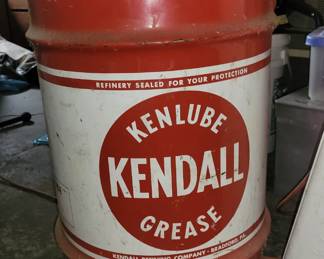 REFINERY SEALED FOR YOUR PROTECTION
KENLUBE
KENDALL
GREASE
KENDALL REFINING COMPANY · BRADFORD, PA.